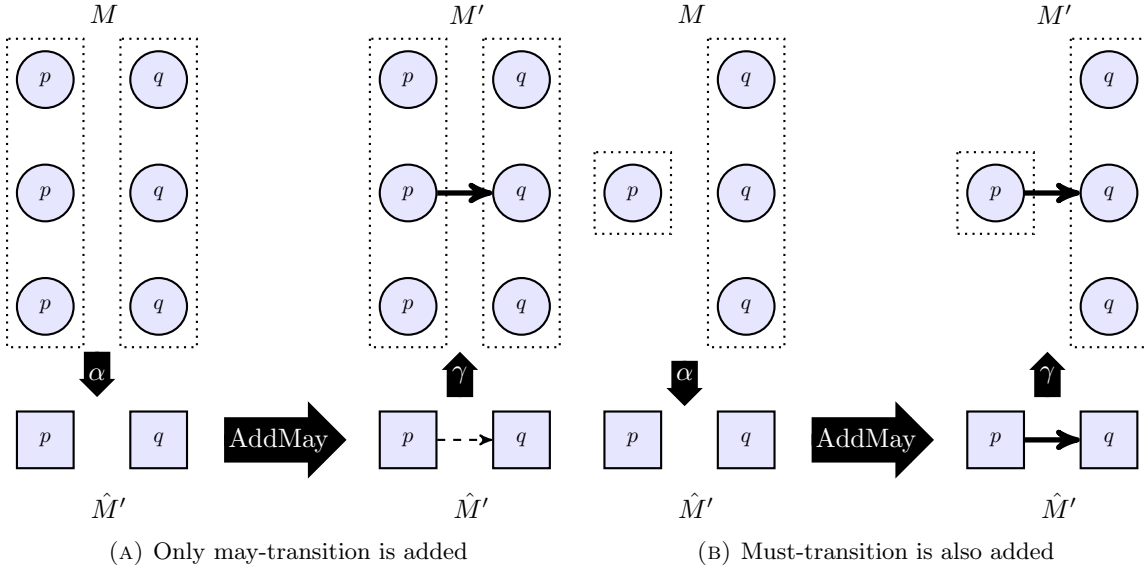 M M′ M M′
p q p q q q
p q p q p q p q
p q p q q q
α γ α γ
p q AddMay p q p q AddMay p q
M̂′ M̂′ M̂′ M̂′
(A) Only may-transition is added (B) Must-transition is also added